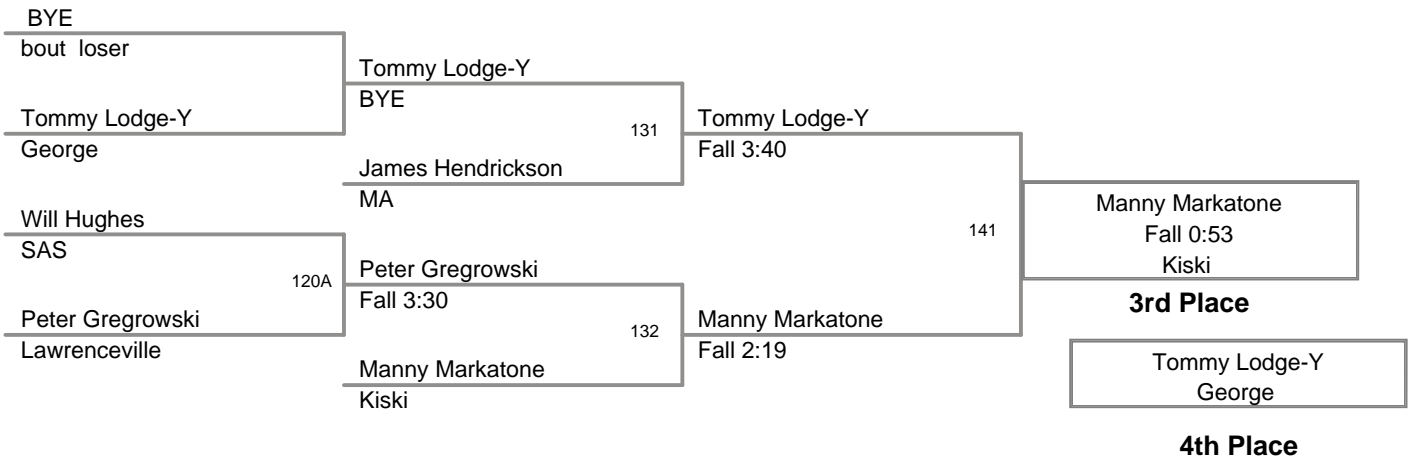 BYE
bout loser
Tommy Lodge-Y
George
Will Hughes
SAS
120A
Peter Gregrowski
Lawrenceville
Tommy Lodge-Y
BYE
131
James Hendrickson
MA
Peter Gregrowski
Fall 3:30
132
Manny Markatone
Kiski
Tommy Lodge-Y
Fall 3:40
141
Manny Markatone
Fall 2:19
Manny Markatone
Fall 0:53
Kiski
3rd Place
Tommy Lodge-Y
George
4th Place